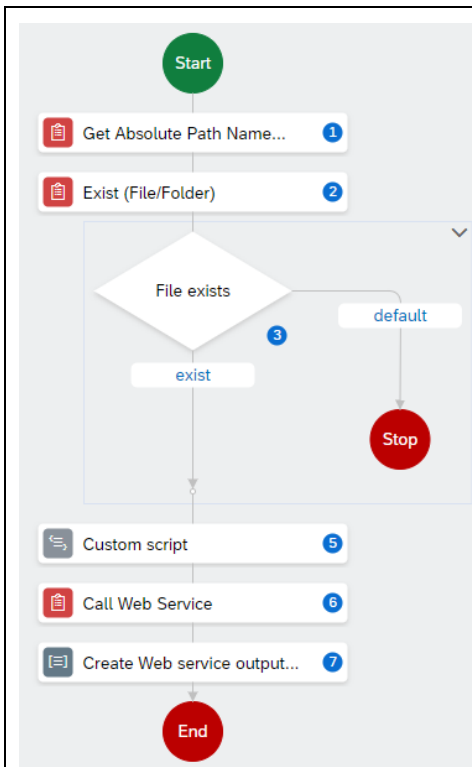 Start
Get Absolute Path Name... 1
Exist (File/Folder) 2
File exists
3
default
exist
Stop
Custom script 5
Call Web Service 6
Create Web service output... 7
End